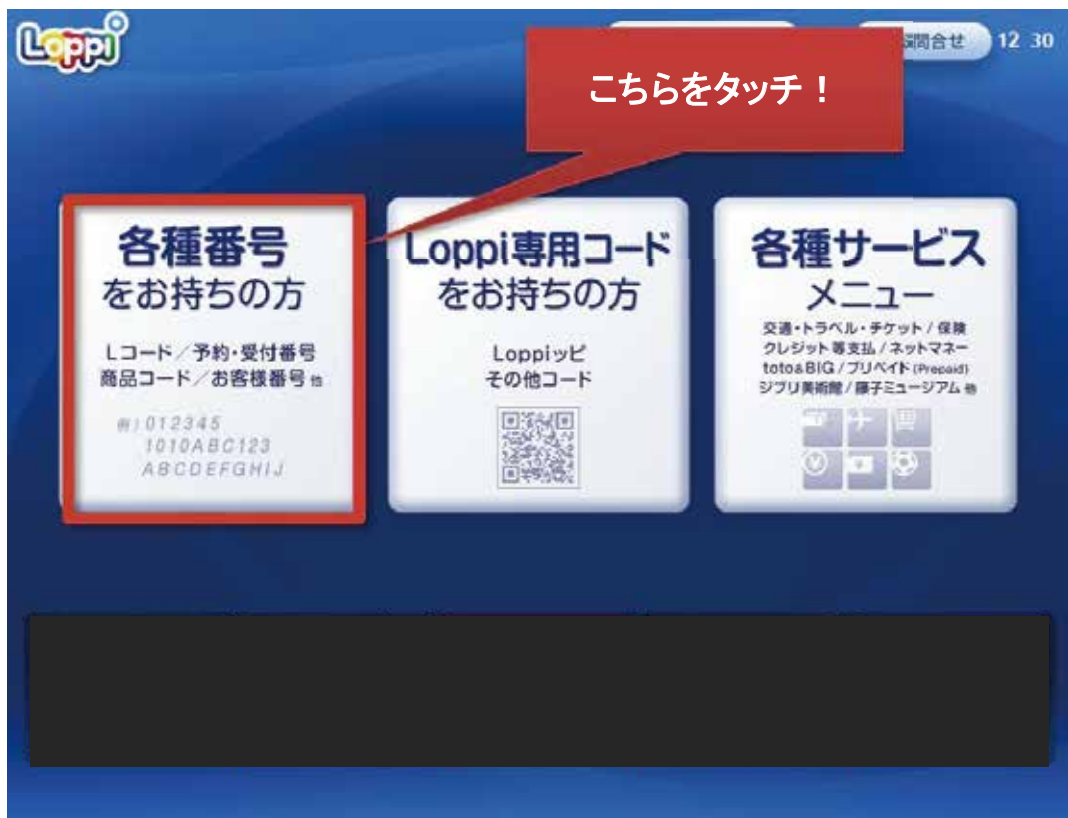 Loppi
問合せ
12 30
こちらをタッチ！
各種番号
をお持ちの方
Lコード／予約・受付番号
商品コード／お客様番号 他
例）012345
1010ABC123
ABCDEFGHIJ
Loppi専用コード
をお持ちの方
Loppiッピ
その他コード
各種サービス
メニュー
交通・トラベル・チケット / 保険
クレジット等支払 / ネットマネー
toto&BIG / プリペイド (Prepaid)
ジブリ美術館 / 藤子ミュージアム 他